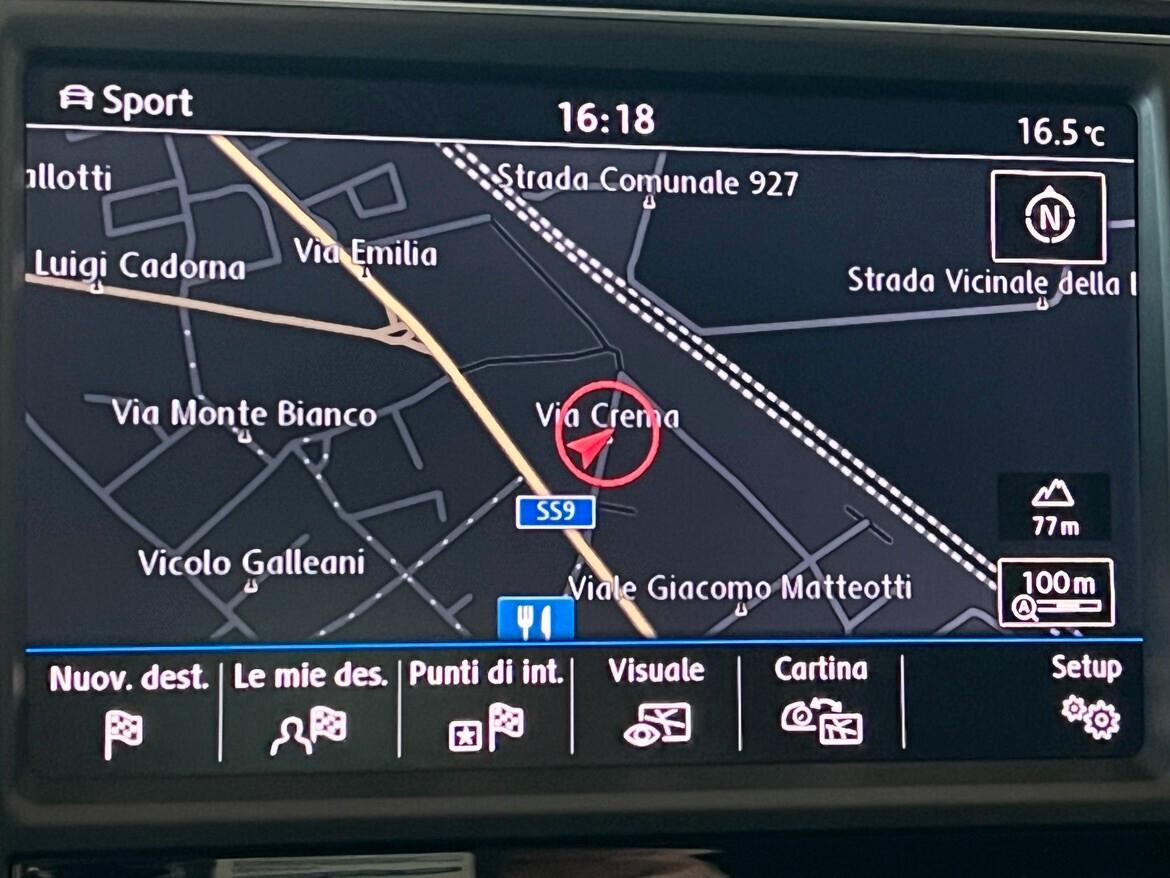 Sport
16:18
16.5°C
allotti
Strada Comunale 927
N
Luigi Cadorna
Via Emilia
Strada Vicinale della
Via Monte Bianco
Via Crema
SS9
77m
Vicolo Galleani
Viale Giacomo Matteotti
100m
A
Nuov. dest.
Le mie des.
Punti di int.
Visuale
Cartina
Setup